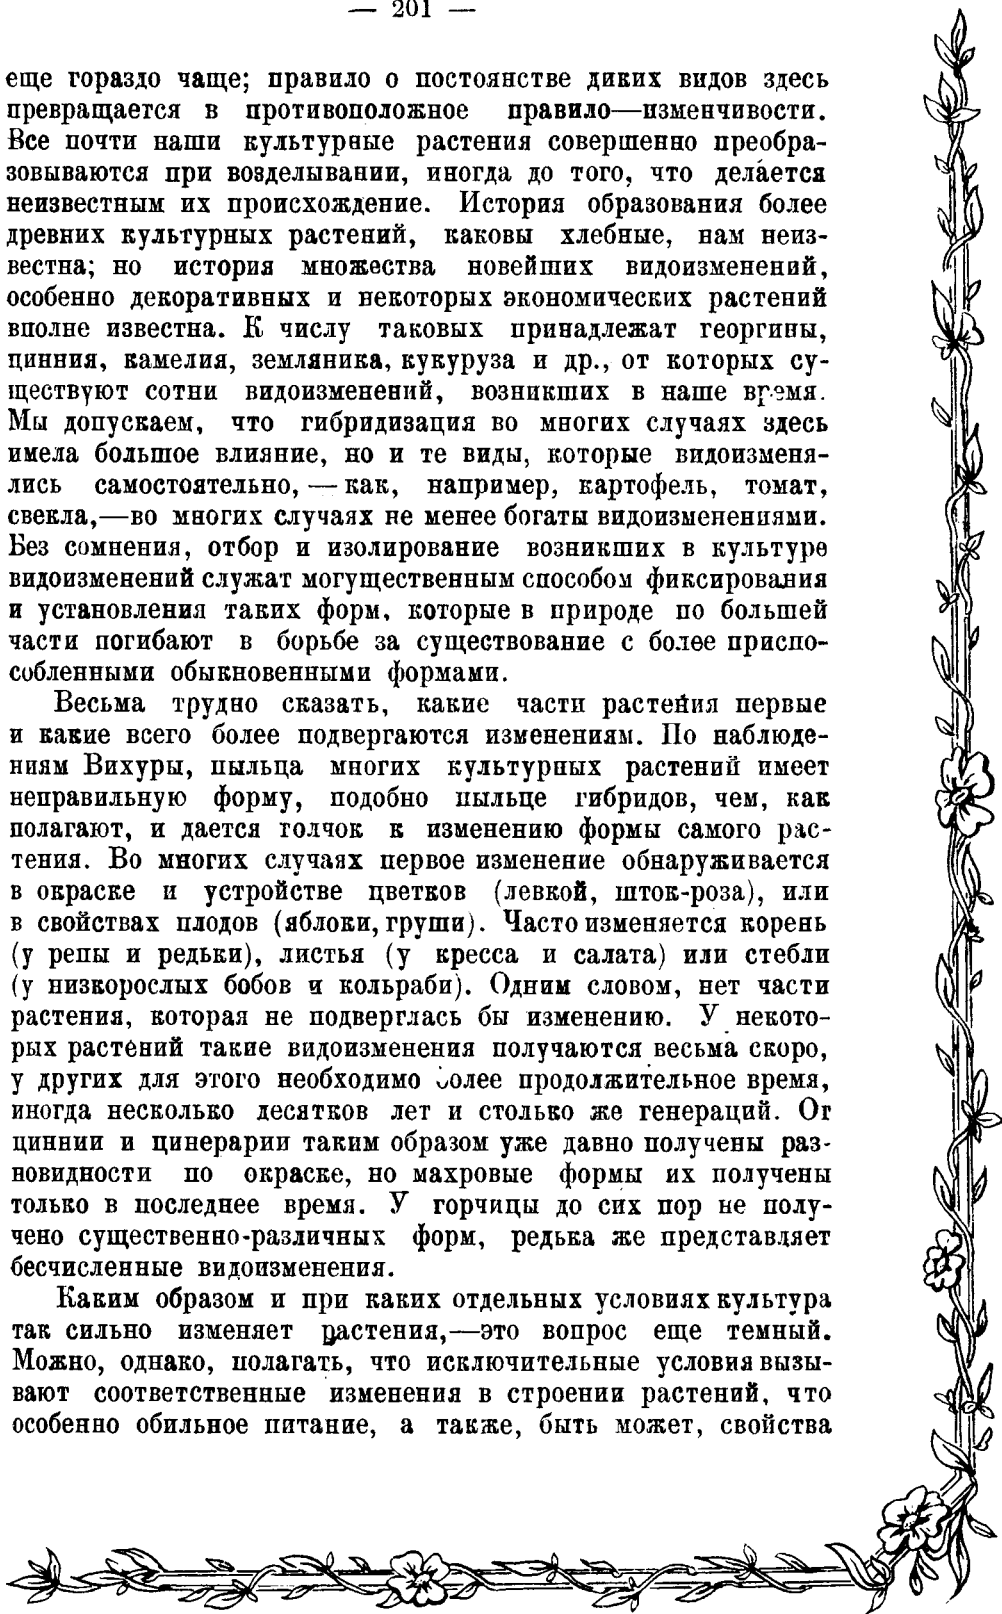 — 201 —
еще гораздо чаще; правило о постоянстве диких видов здесь
превращается в противоположное правило—изменчивости.
Все почти наши культурные растения совершенно преобра-
зовываются при возделывании, иногда до того, что делается
неизвестным их происхождение. История образования более
древних культурных растений, каковы хлебные, нам неиз-
вестна; но история множества новейших видоизменений,
особенно декоративных и некоторых экономических растений
вполне известна. К числу таковых принадлежат георгины,
цинния, камелия, земляника, кукуруза и др., от которых су-
ществуют сотни видоизменений, возникших в наше время.
Мы допускаем, что гибридизация во многих случаях здесь
имела большое влияние, но и те виды, которые видоизменя-
лись самостоятельно, — как, например, картофель, томат,
свекла,—во многих случаях не менее богаты видоизменениями.
Без сомнения, отбор и изолирование возникших в культуре
видоизменений служат могущественным способом фиксирования
и установления таких форм, которые в природе по большей
части погибают в борьбе за существование с более приспо-
собленными обыкновенными формами.
Весьма трудно сказать, какие части растения первые
и какие всего более подвергаются изменениям. По наблюде-
ниям Вихуры, пыльца многих культурных растений имеет
неправильную форму, подобно пыльце гибридов, чем, как
полагают, и дается толчок к изменению формы самого рас-
тения. Во многих случаях первое изменение обнаруживается
в окраске и устройстве цветков (левкой, шток-роза), или
в свойствах плодов (яблоки, груши). Часто изменяется корень
(у репы и редьки), листья (у кресса и салата) или стебли
(у низкорослых бобов и кольраби). Одним словом, нет части
растения, которая не подверглась бы изменению. У некото-
рых растений такие видоизменения получаются весьма скоро,
у других для этого необходимо более продолжительное время,
иногда несколько десятков лет и столько же генераций. От
циннии и цинерарии таким образом уже давно получены раз-
новидности по окраске, но махровые формы их получены
только в последнее время. У горчицы до сих пор не полу-
чено существенно-различных форм, редька же представляет
бесчисленные видоизменения.
Каким образом и при каких отдельных условиях культура
так сильно изменяет растения,—это вопрос еще темный.
Можно, однако, полагать, что исключительные условия вызы-
вают соответственные изменения в строении растений, что
особенно обильное питание, а также, быть может, свойства